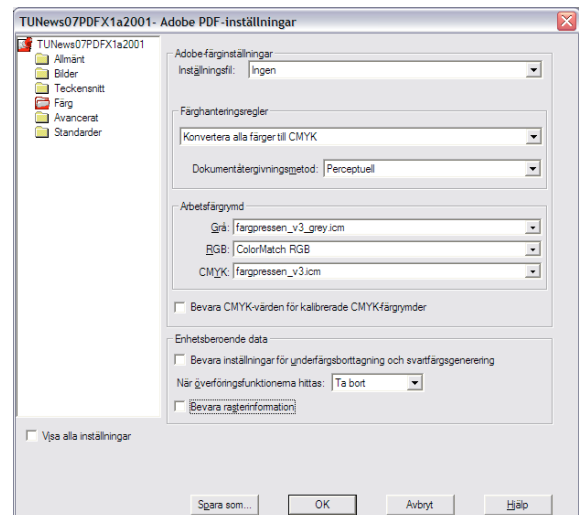 TUNews07PDFX1a2001- Adobe PDF-inställningar
TUNews07PDFX1a2001
Allmänt
Bilder
Teckensnitt
Färg
Avancerat
Standarder
Visa alla inställningar
Adobe-färginställningar
Inställningsfil: Ingen
Färghanteringsregler
Konvertera alla färger till CMYK
Dokumentåtergivningsmetod: Perceptuell
Arbetsfärgrymd
Grå: fargpressen_v3_grey.icm
RGB: ColorMatch RGB
CMYK: fargpressen_v3.icm
Bevara CMYK-värden för kalibrerade CMYK-färgrymder
Enhetsberoende data
Bevara inställningar för underfärgsborttagning och svartfärgsgenerering
När överföringsfunktionerna hittas: Ta bort
Bevara rasterinformation
Spara som... OK Avbryt Hjälp